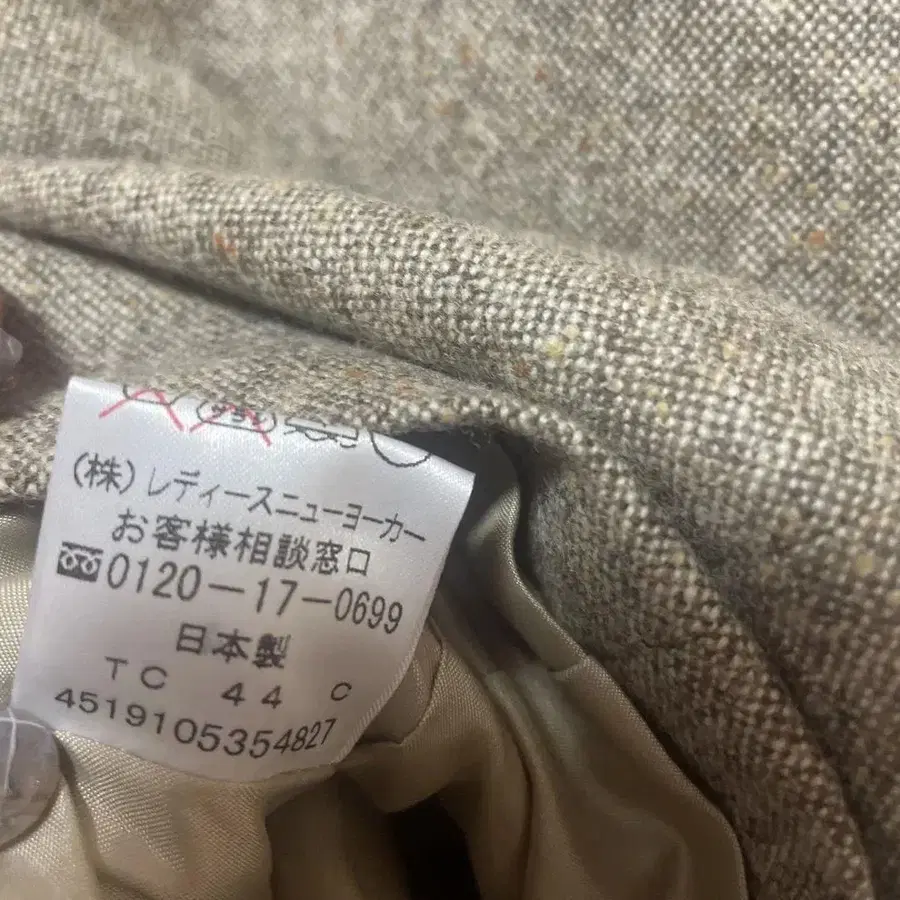 (株)レディースニューヨーカー
お客様相談窓口
0120-17-0699
日本製
TC 44 C
4519105354827